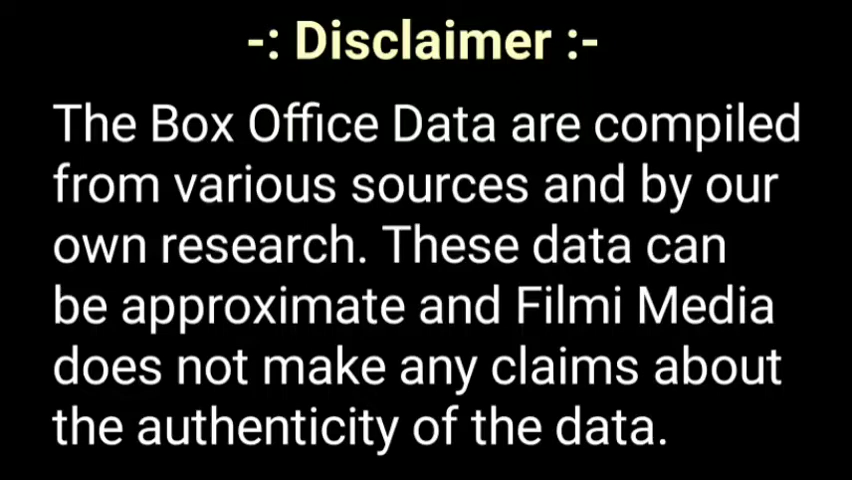 -: Disclaimer :-
The Box Office Data are compiled
from various sources and by our
own research. These data can
be approximate and Filmi Media
does not make any claims about
the authenticity of the data.